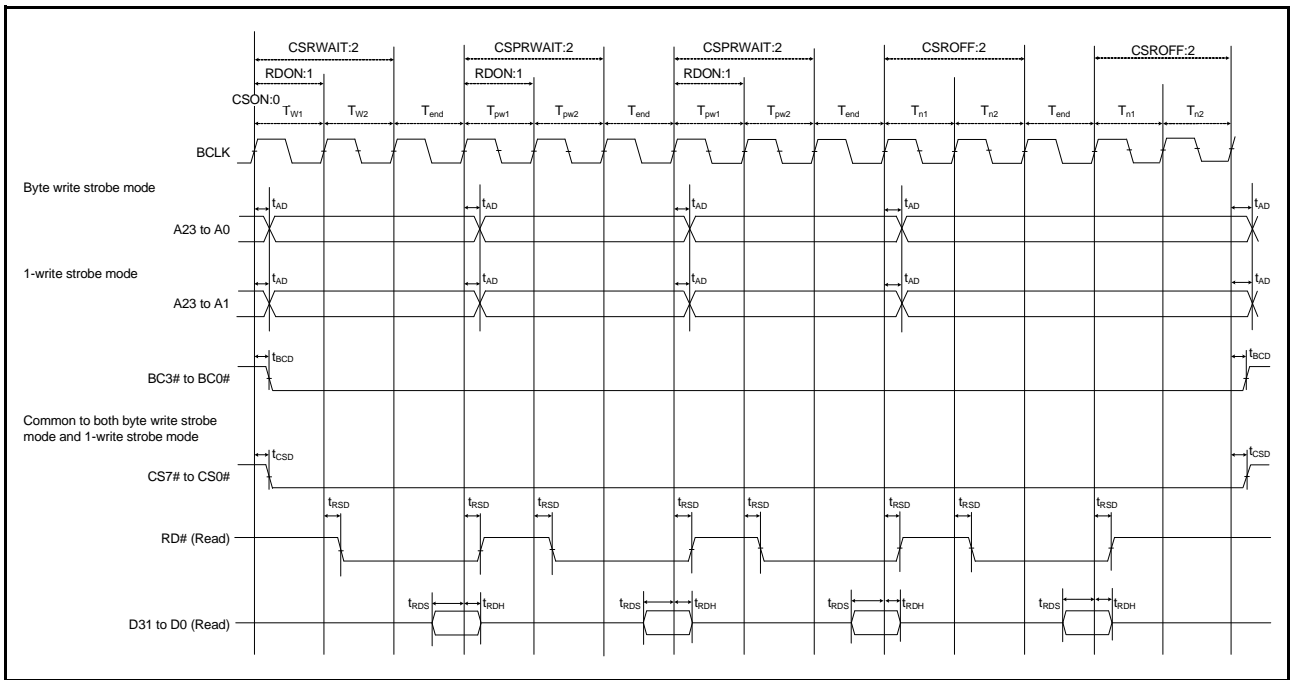 CSRWAIT:2 CSPRWAIT:2 CSPRWAIT:2 CSROFF:2 CSROFF:2
RDON:1 RDON:1 RDON:1
CSON:0
TW1 TW2 Tend Tpw1 Tpw2 Tend Tpw1 Tpw2 Tend Tn1 Tn2 Tend Tn1 Tn2
BCLK
Byte write strobe mode
tAD tAD tAD tAD tAD
A23 to A0
1-write strobe mode
tAD tAD tAD tAD tAD
A23 to A1
tBCD tBCD
BC3# to BC0#
Common to both byte write strobe
mode and 1-write strobe mode
tCSD tCSD
CS7# to CS0#
tRSD tRSD tRSD tRSD tRSD tRSD tRSD tRSD
RD# (Read)
tRDS tRDH tRDS tRDH tRDS tRDH tRDS tRDH
D31 to D0 (Read)